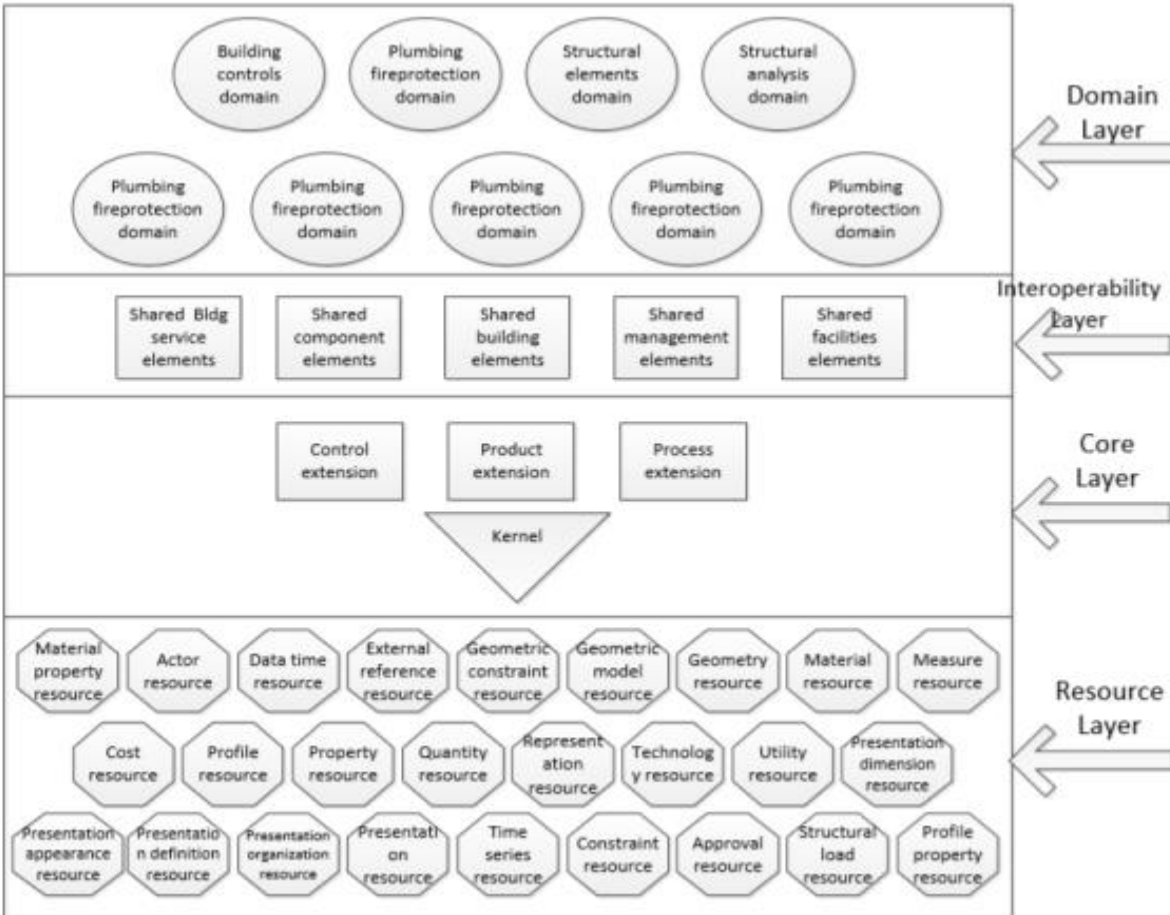 Building
controls
domain
Plumbing
fireprotection
domain
Structural
elements
domain
Structural
analysis
domain
Domain
Layer
Plumbing
fireprotection
domain
Plumbing
fireprotection
domain
Plumbing
fireprotection
domain
Plumbing
fireprotection
domain
Plumbing
fireprotection
domain
Interoperability
Layer
Shared Bldg
service
elements
Shared
component
elements
Shared
building
elements
Shared
management
elements
Shared
facilities
elements
Control
extension
Product
extension
Process
extension
Core
Layer
Kernel
Material
property
resource
Actor
resource
Data time
resource
External
reference
resource
Geometric
constraint
resource
Geometric
model
resource
Geometry
resource
Material
resource
Measure
resource
Resource
Layer
Cost
resource
Profile
resource
Property
resource
Quantity
resource
Represent
ation
resource
Technolog
y resource
Utility
resource
Presentation
dimension
resource
Presentation
appearance
resource
Presentatio
n definition
resource
Presentation
organization
resource
Presentati
on
resource
Time
series
resource
Constraint
resource
Approval
resource
Structural
load
resource
Profile
property
resource